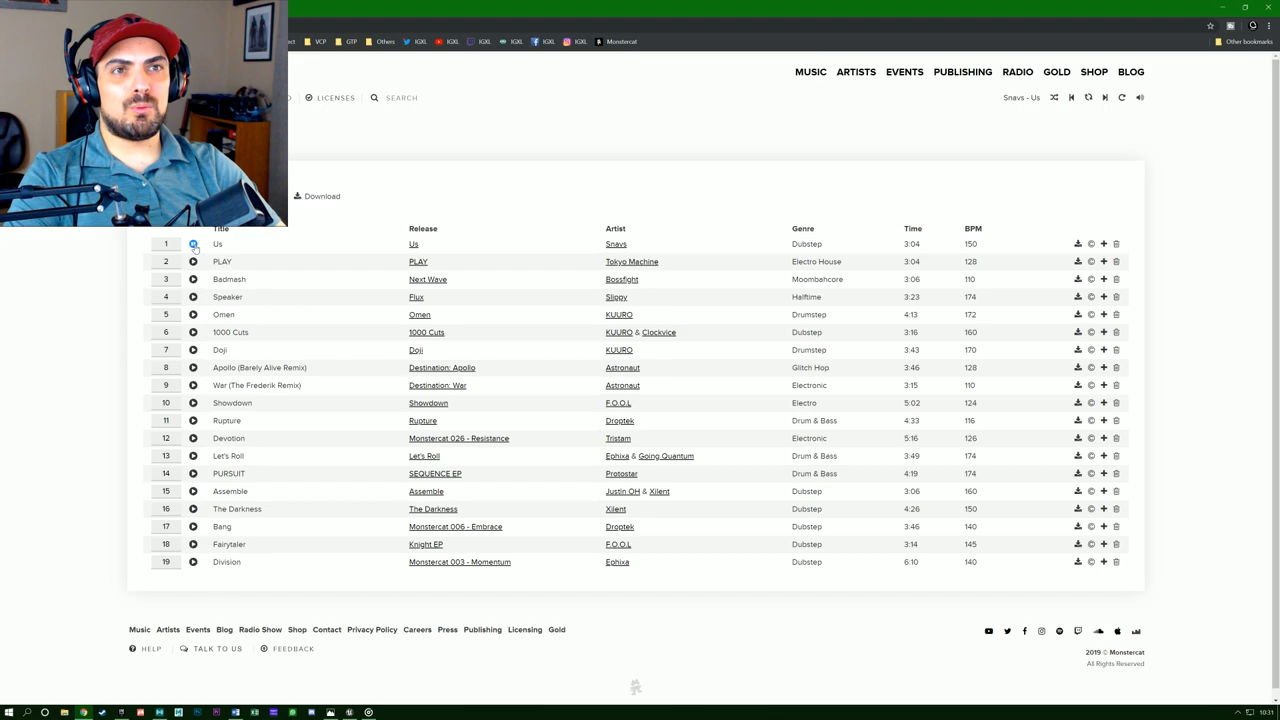 VCP GTP Others IGXL IGXL IGXL IGXL IGXL IGXL Monstercat Other bookmarks
MUSIC ARTISTS EVENTS PUBLISHING RADIO GOLD SHOP BLOG
LICENSES SEARCH Snavs - Us
Download
Title Release Artist Genre Time BPM
1 Us Us Snavs Dubstep 3:04 150
2 PLAY PLAY Tokyo Machine Electro House 3:04 128
3 Badmash Next Wave Bossfight Moombahcore 3:06 110
4 Speaker Flux Slippy Halftime 3:23 174
5 Omen Omen KUURO Drumstep 4:13 172
6 1000 Cuts 1000 Cuts KUURO & Clockvice Dubstep 3:16 160
7 Doji Doji KUURO Drumstep 3:43 170
8 Apollo (Barely Alive Remix) Destination: Apollo Astronaut Glitch Hop 3:46 128
9 War (The Frederik Remix) Destination: War Astronaut Electronic 3:15 110
10 Showdown Showdown F.O.O.L Electro 5:02 124
11 Rupture Rupture Droptek Drum & Bass 4:33 116
12 Devotion Monstercat 026 - Resistance Tristam Electronic 5:16 126
13 Let's Roll Let's Roll Ephixa & Going Quantum Drum & Bass 3:49 174
14 PURSUIT SEQUENCE EP Protostar Drum & Bass 4:19 174
15 Assemble Assemble Justin OH & Xilent Dubstep 3:06 160
16 The Darkness The Darkness Xilent Dubstep 4:26 150
17 Bang Monstercat 006 - Embrace Droptek Dubstep 3:46 140
18 Fairytaler Knight EP F.O.O.L Dubstep 3:14 145
19 Division Monstercat 003 - Momentum Ephixa Dubstep 6:10 140
Music Artists Events Blog Radio Show Shop Contact Privacy Policy Careers Press Publishing Licensing Gold
HELP TALK TO US FEEDBACK
2019 © Monstercat
All Rights Reserved
10:31